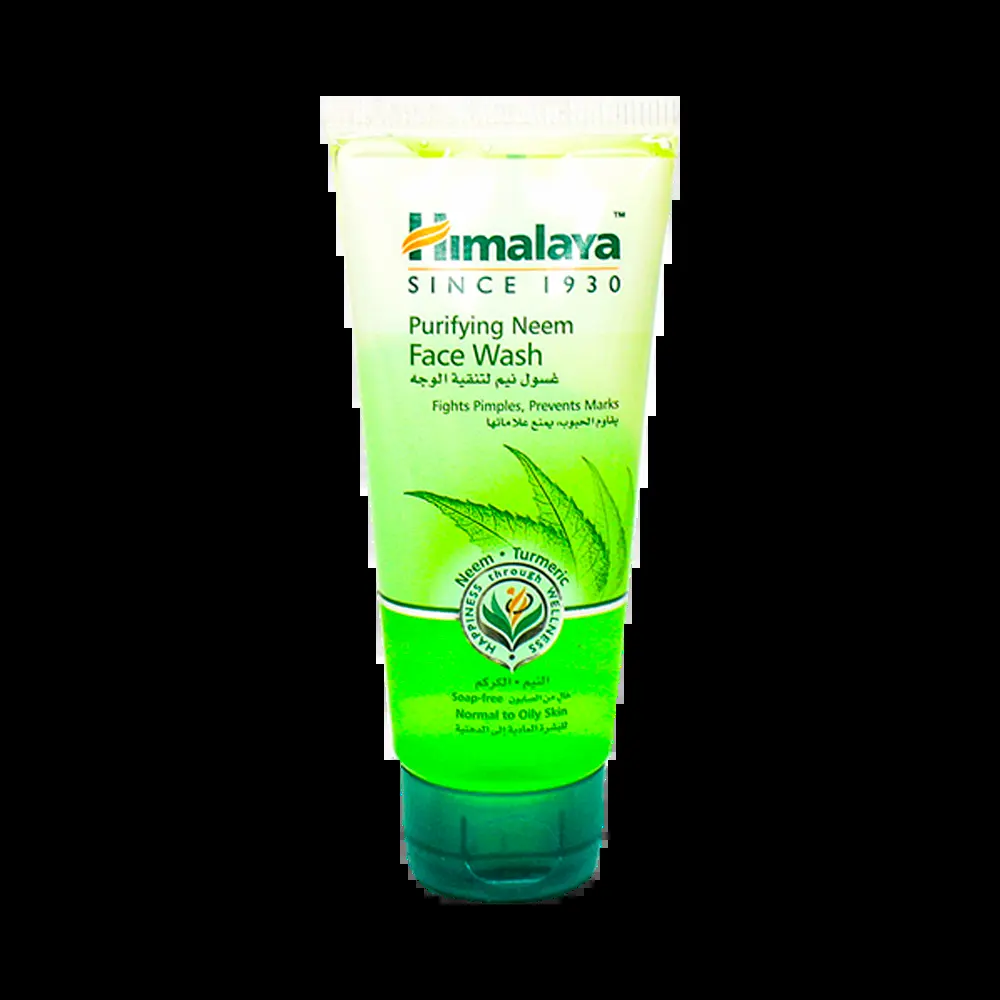 Himalaya™
SINCE 1930
Purifying Neem
Face Wash
غسول نيم لتنقية الوجه
Fights Pimples, Prevents Marks
يقاوم الحبوب، يمنع علاماتها
Neem • Turmeric
HAPPINESS through WELLNESS
النيم • الكركم
Soap-free خالٍ من الصابون
Normal to Oily Skin
للبشرة العادية إلى الدهنية